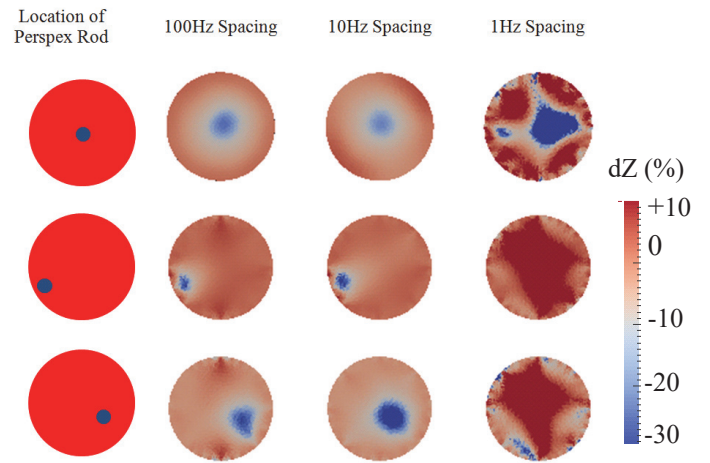 Location of
Perspex Rod
100Hz Spacing
10Hz Spacing
1Hz Spacing
dZ (%)
+10
0
-10
-20
-30